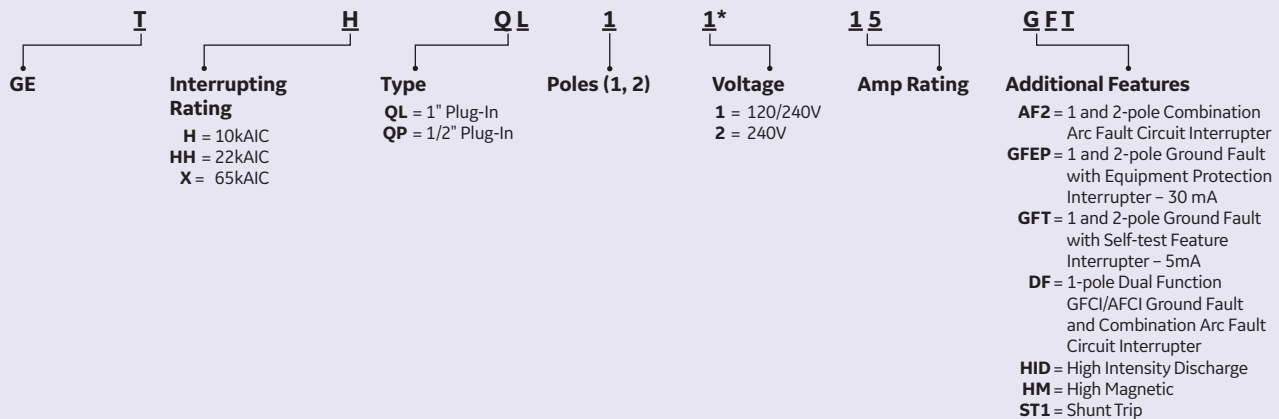 T H QL 1 1* 15 GFT
GE
Interrupting
Rating
H = 10kAIC
HH = 22kAIC
X = 65kAIC
Type
QL = 1" Plug-In
QP = 1/2" Plug-In
Poles (1, 2)
Voltage
1 = 120/240V
2 = 240V
Amp Rating
Additional Features
AF2 = 1 and 2-pole Combination
Arc Fault Circuit Interrupter
GFEP = 1 and 2-pole Ground Fault
with Equipment Protection
Interrupter – 30 mA
GFT = 1 and 2-pole Ground Fault
with Self-test Feature
Interrupter – 5mA
DF = 1-pole Dual Function
GFCI/AFCI Ground Fault
and Combination Arc Fault
Circuit Interrupter
HID = High Intensity Discharge
HM = High Magnetic
ST1 = Shunt Trip